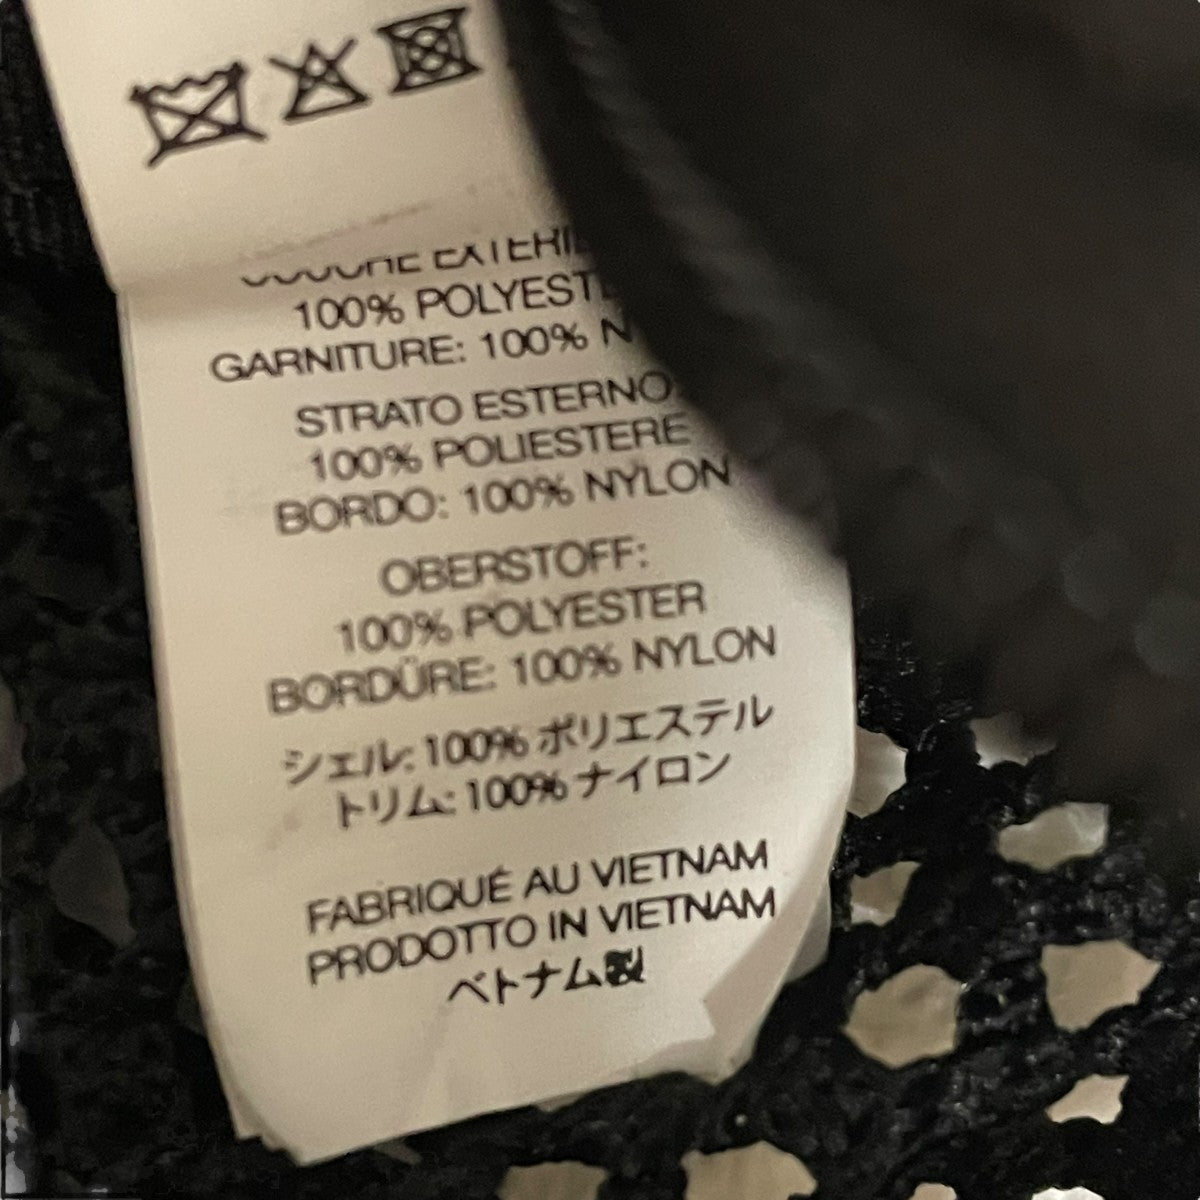 100%
GARNITURE: 100%
STRATO ESTERNO
100% POLIESTERE
BORDO: 100% NYLON
OBERSTOFF:
100% POLYESTER
BORDÜRE: 100% NYLON
シェル: 100% ポリエステル
トリム: 100% ナイロン
FABRIQUÉ AU VIETNAM
PRODOTTO IN VIETNAM
ベトナム製